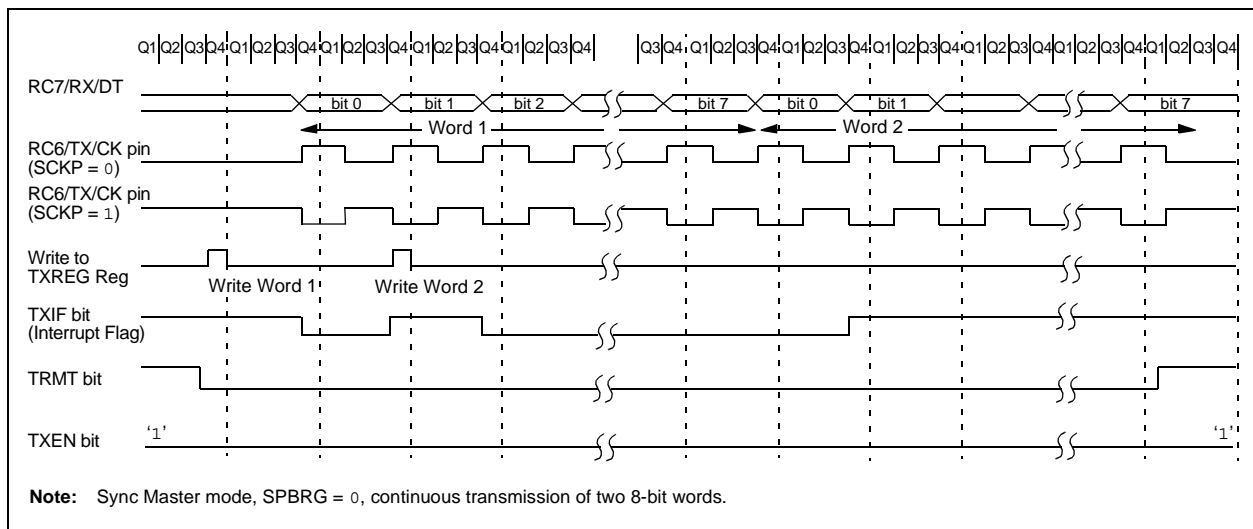 Q1 Q2 Q3 Q4 Q1 Q2 Q3 Q4 Q1 Q2 Q3 Q4 Q1 Q2 Q3 Q4 Q1 Q2 Q3 Q4 Q3 Q4 Q1 Q2 Q3 Q4 Q1 Q2 Q3 Q4 Q1 Q2 Q3 Q4 Q1 Q2 Q3 Q4 Q1 Q2 Q3 Q4
RC7/RX/DT
bit 0 bit 1 bit 2 bit 7 bit 0 bit 1 bit 7
Word 1 Word 2
RC6/TX/CK pin
(SCKP = 0)
RC6/TX/CK pin
(SCKP = 1)
Write to
TXREG Reg
Write Word 1 Write Word 2
TXIF bit
(Interrupt Flag)
TRMT bit
TXEN bit
‘1’ ‘1’
Note: Sync Master mode, SPBRG = 0, continuous transmission of two 8-bit words.